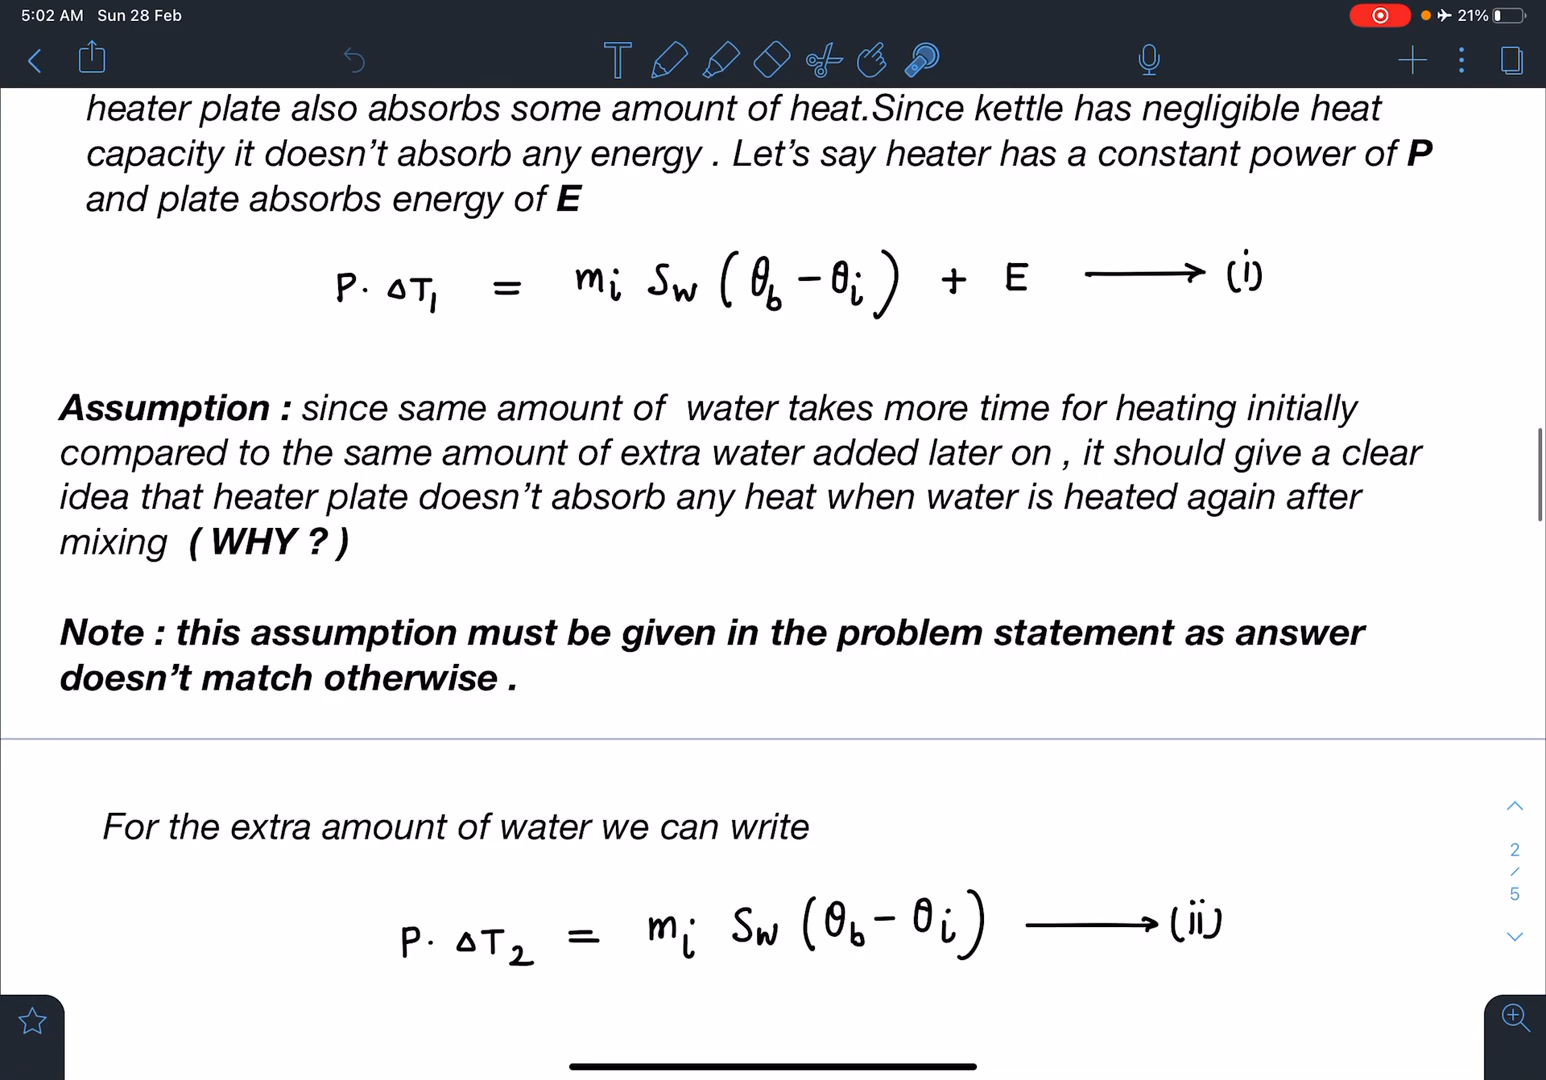 5:02 AM Sun 28 Feb
21%
heater plate also absorbs some amount of heat.Since kettle has negligible heat
capacity it doesn’t absorb any energy . Let’s say heater has a constant power of P
and plate absorbs energy of E
P. ΔT₁ = mᵢ S_w (θ_b - θᵢ) + E ⟶ (i)
Assumption : since same amount of water takes more time for heating initially
compared to the same amount of extra water added later on , it should give a clear
idea that heater plate doesn’t absorb any heat when water is heated again after
mixing ( WHY ? )
Note : this assumption must be given in the problem statement as answer
doesn’t match otherwise .
For the extra amount of water we can write
P. ΔT₂ = mᵢ S_w (θ_b - θᵢ) ⟶ (ii)
2
/
5